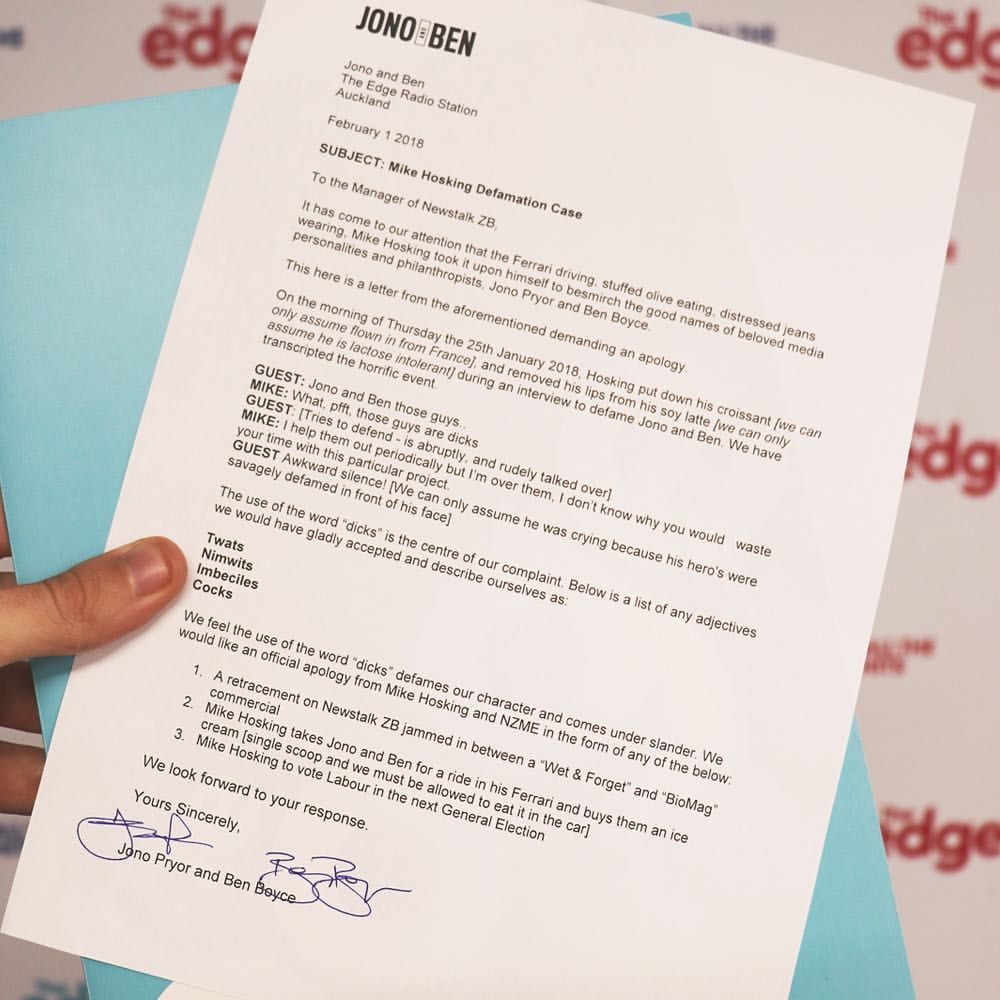 JONO AND BEN
Jono and Ben
The Edge Radio Station
Auckland
February 1 2018
SUBJECT: Mike Hosking Defamation Case
To the Manager of Newstalk ZB,
It has come to our attention that the Ferrari driving, stuffed olive eating, distressed jeans
wearing, Mike Hosking took it upon himself to besmirch the good names of beloved media
personalities and philanthropists, Jono Pryor and Ben Boyce.
This here is a letter from the aforementioned demanding an apology.
On the morning of Thursday the 25th January 2018, Hosking put down his croissant [we can
only assume flown in from France], and removed his lips from his soy latte [we can only
assume he is lactose intolerant] during an interview to defame Jono and Ben. We have
transcripted the horrific event.
GUEST: Jono and Ben those guys..
MIKE: What, pfft, those guys are dicks
GUEST: [Tries to defend - is abruptly, and rudely talked over]
MIKE: I help them out periodically but I'm over them, I don't know why you would waste
your time with this particular project.
GUEST Awkward silence! [We can only assume he was crying because his hero's were
savagely defamed in front of his face]
The use of the word "dicks" is the centre of our complaint. Below is a list of any adjectives
we would have gladly accepted and describe ourselves as:
Twats
Nimwits
Imbeciles
Cocks
We feel the use of the word "dicks" defames our character and comes under slander. We
would like an official apology from Mike Hosking and NZME in the form of any of the below:
1. A retracement on Newstalk ZB jammed in between a "Wet & Forget" and "BioMag"
commercial
2. Mike Hosking takes Jono and Ben for a ride in his Ferrari and buys them an ice
cream [single scoop and we must be allowed to eat it in the car]
3. Mike Hosking to vote Labour in the next General Election
We look forward to your response.
Yours Sincerely,
Jono Pryor and Ben Boyce
The edge
The edge
The edge
The edge